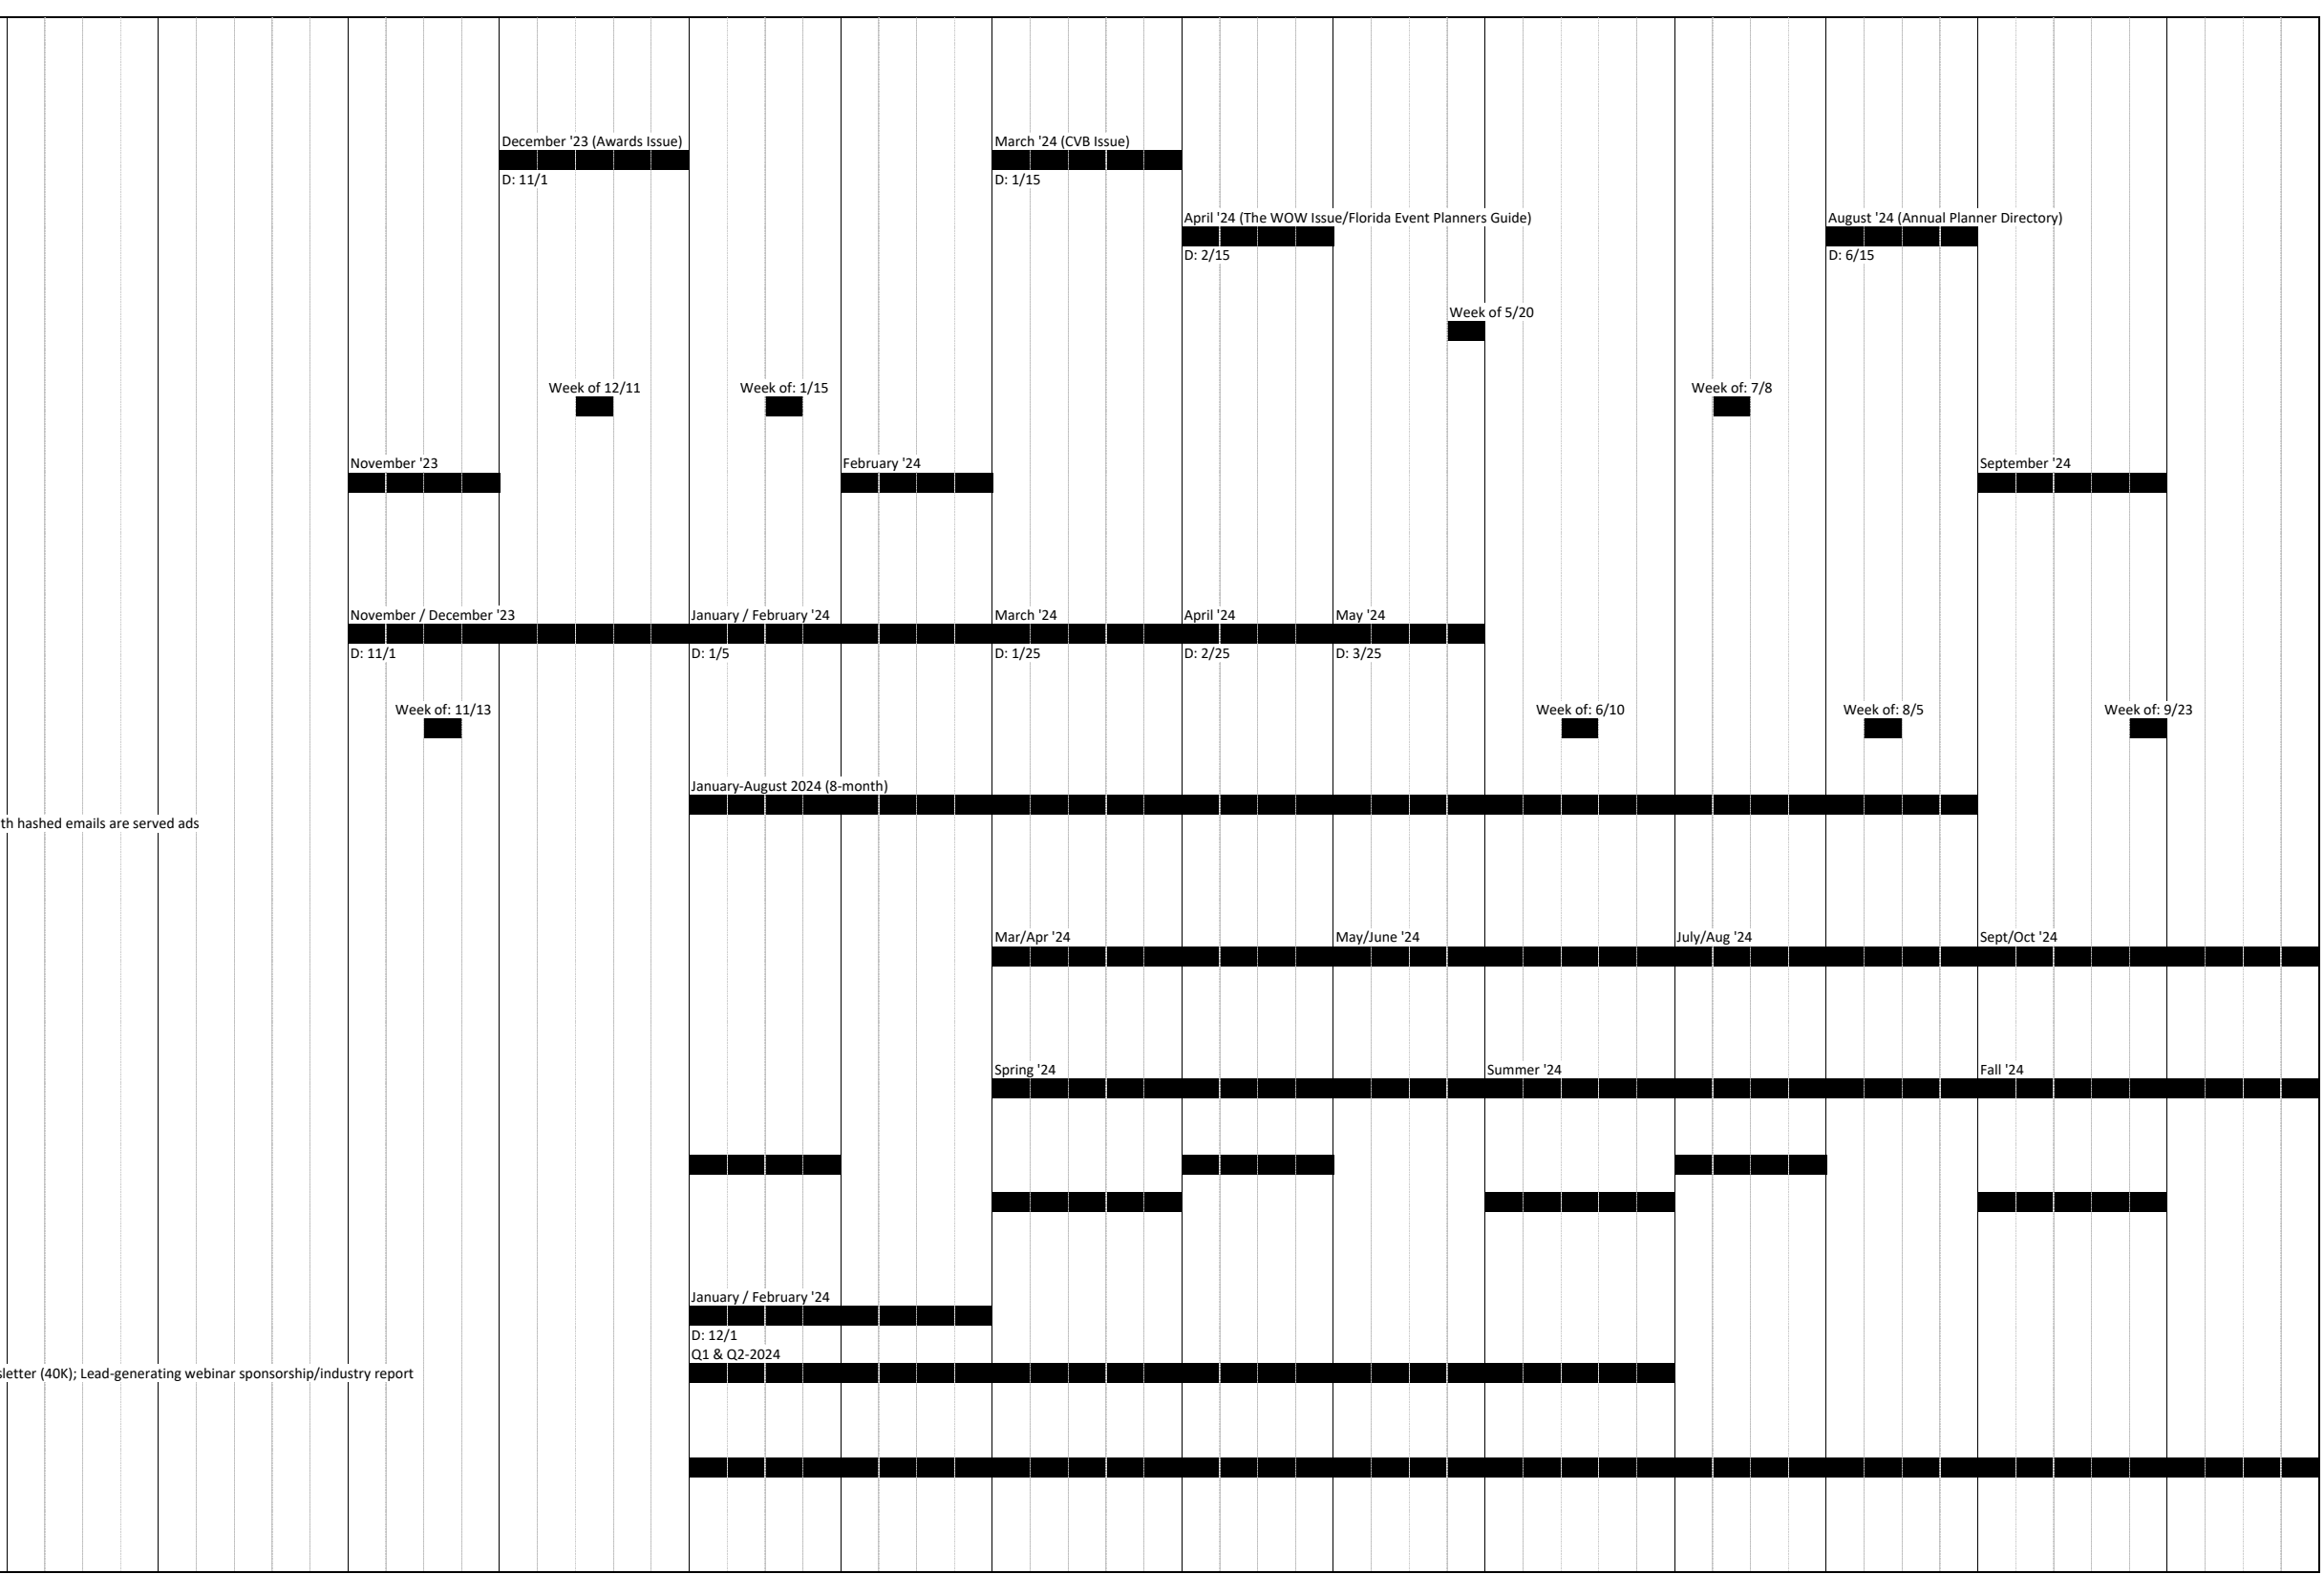 December '23 (Awards Issue)
March '24 (CVB Issue)
D: 11/1
D: 1/15
April '24 (The WOW Issue/Florida Event Planners Guide)
August '24 (Annual Planner Directory)
D: 2/15
D: 6/15
Week of 5/20
Week of 12/11
Week of: 1/15
Week of: 7/8
November '23
February '24
September '24
November / December '23
January / February '24
March '24
April '24
May '24
D: 11/1
D: 1/5
D: 1/25
D: 2/25
D: 3/25
Week of: 11/13
Week of: 6/10
Week of: 8/5
Week of: 9/23
January-August 2024 (8-month)
th hashed emails are served ads
Mar/Apr '24
May/June '24
July/Aug '24
Sept/Oct '24
Spring '24
Summer '24
Fall '24
January / February '24
D: 12/1
Q1 & Q2-2024
sletter (40K); Lead-generating webinar sponsorship/industry report